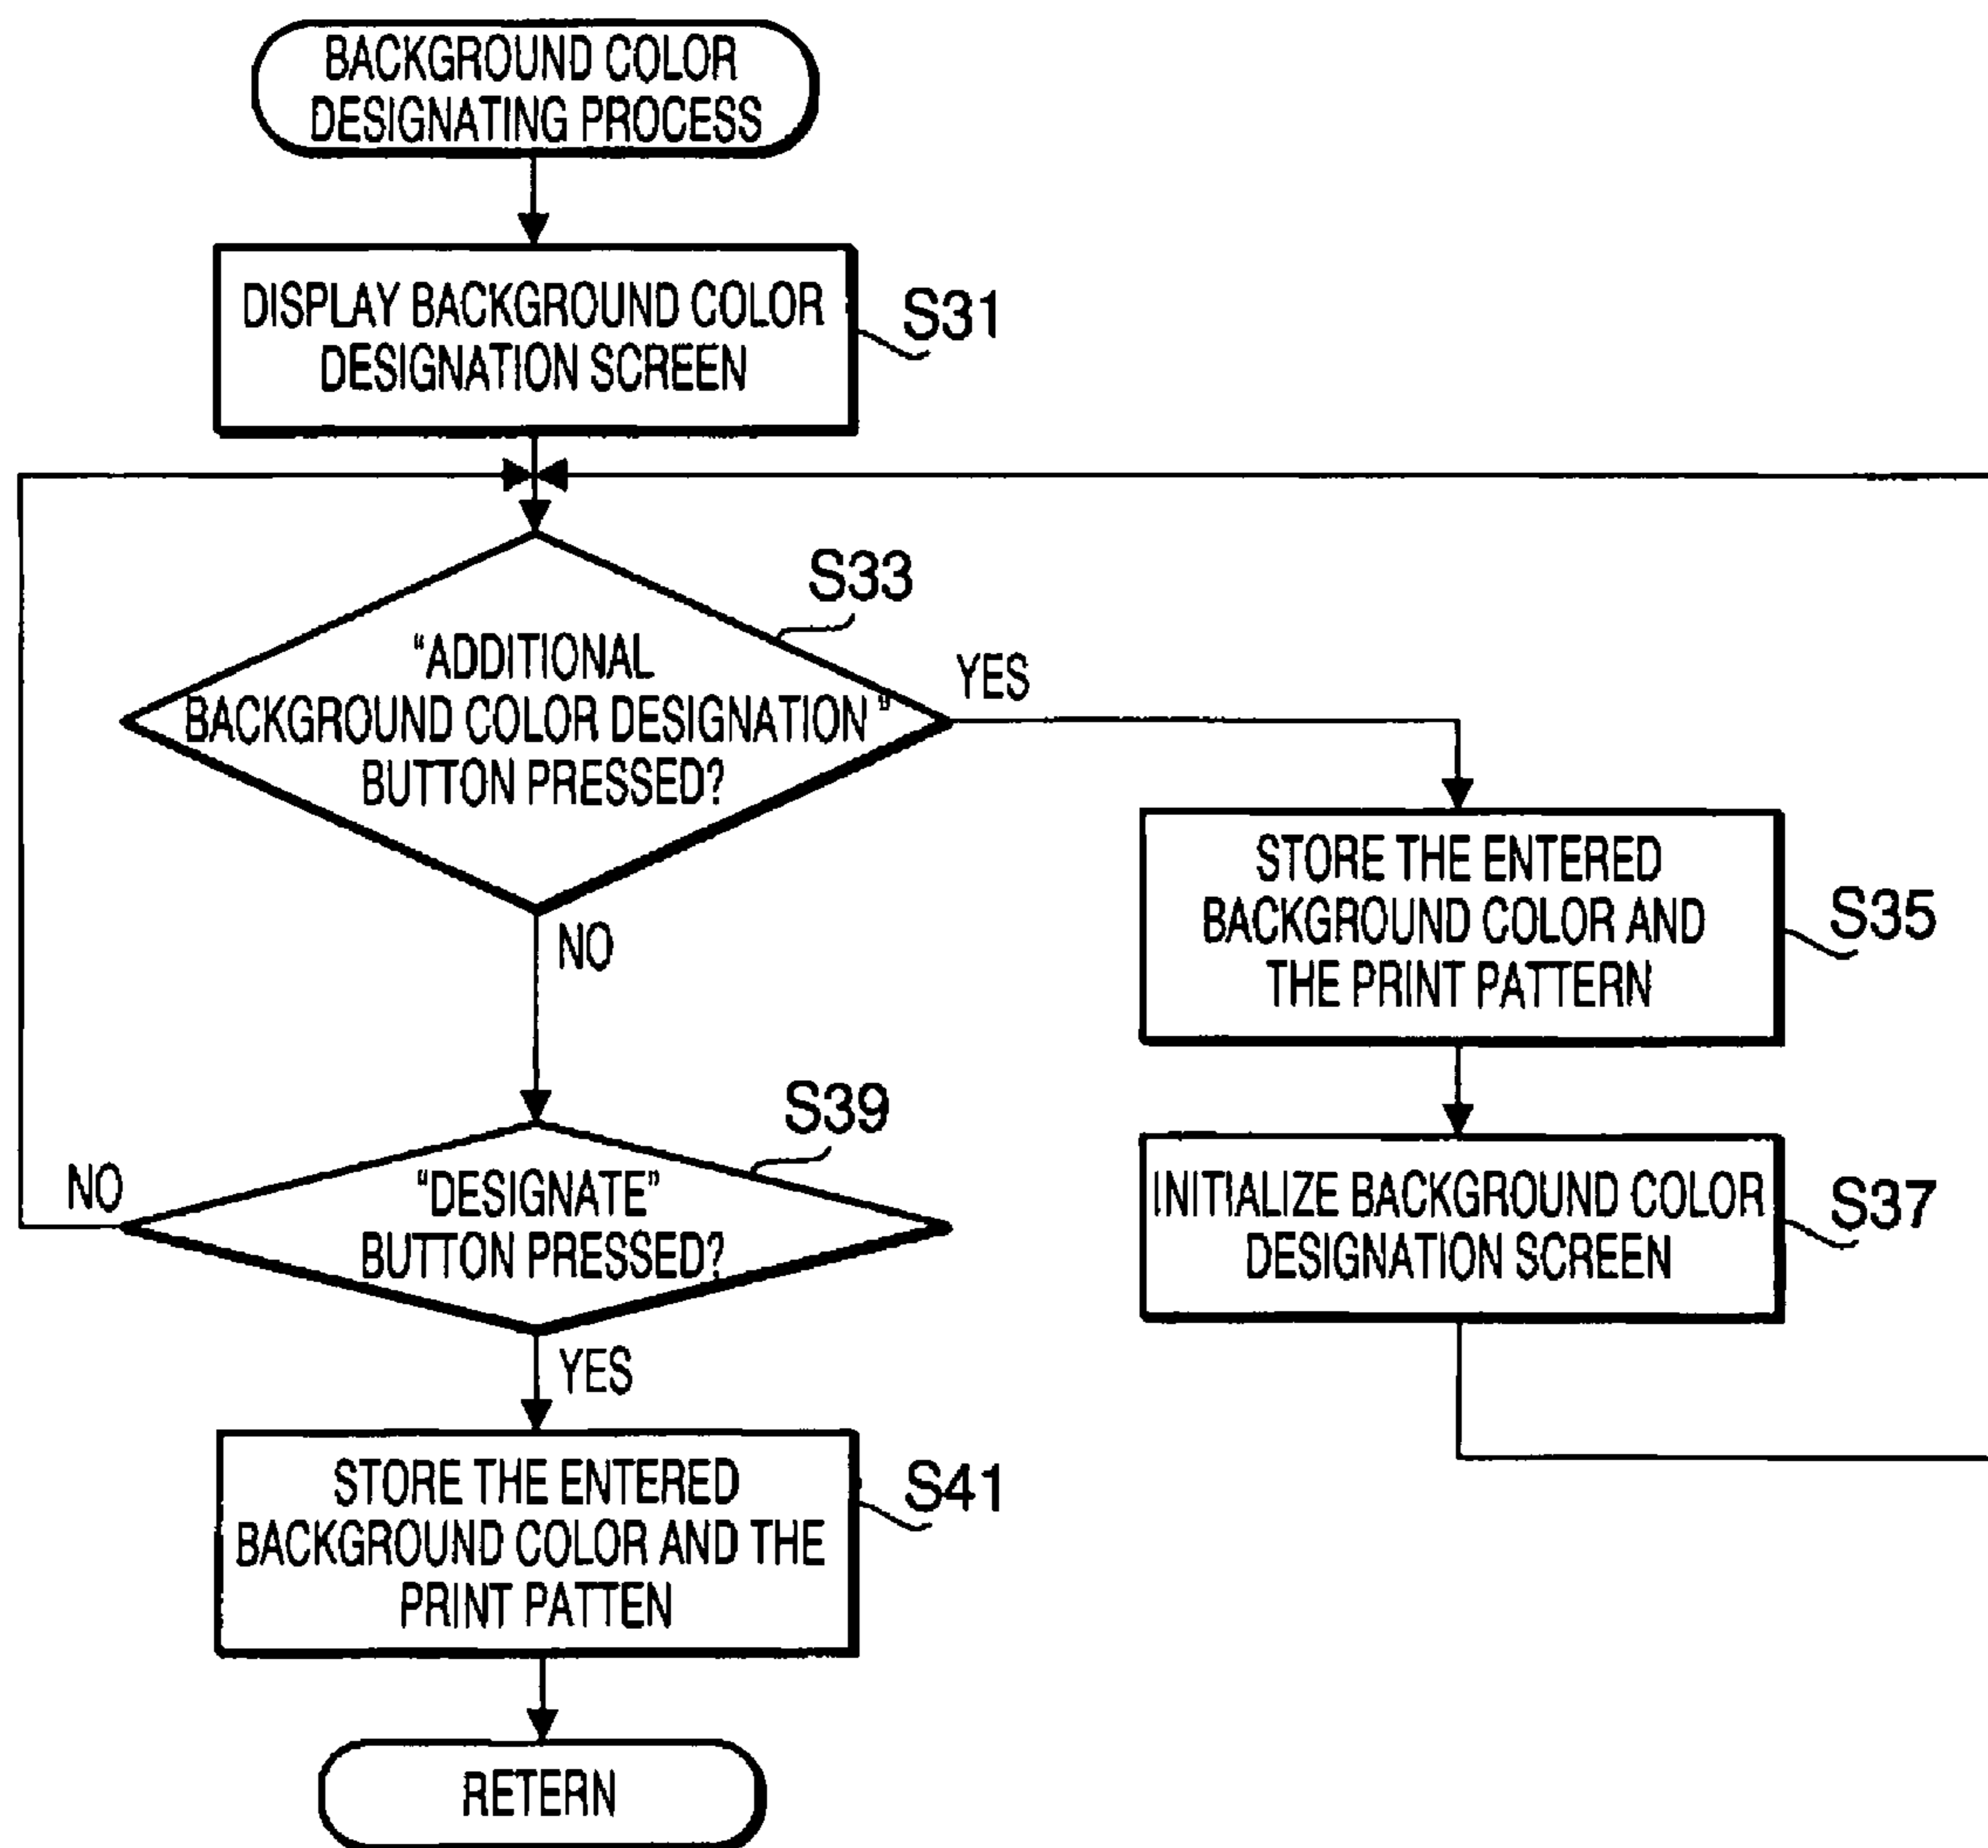 BACKGROUND COLOR
DESIGNATING PROCESS
DISPLAY BACKGROUND COLOR
DESIGNATION SCREEN
S31
S33
"ADDITIONAL
BACKGROUND COLOR DESIGNATION"
BUTTON PRESSED?
YES
NO
STORE THE ENTERED
BACKGROUND COLOR AND
THE PRINT PATTERN
S35
INITIALIZE BACKGROUND COLOR
DESIGNATION SCREEN
S37
S39
"DESIGNATE"
BUTTON PRESSED?
NO
YES
STORE THE ENTERED
BACKGROUND COLOR AND THE
PRINT PATTEN
S41
RETERN